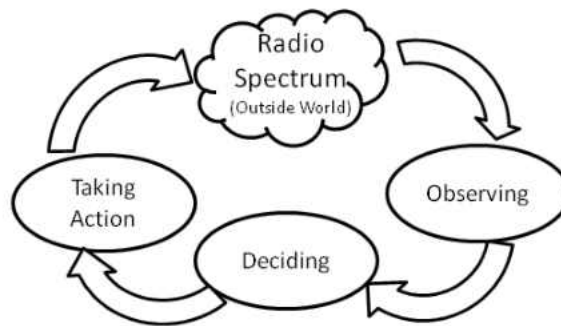 Radio
Spectrum
(Outside World)
Observing
Deciding
Taking
Action